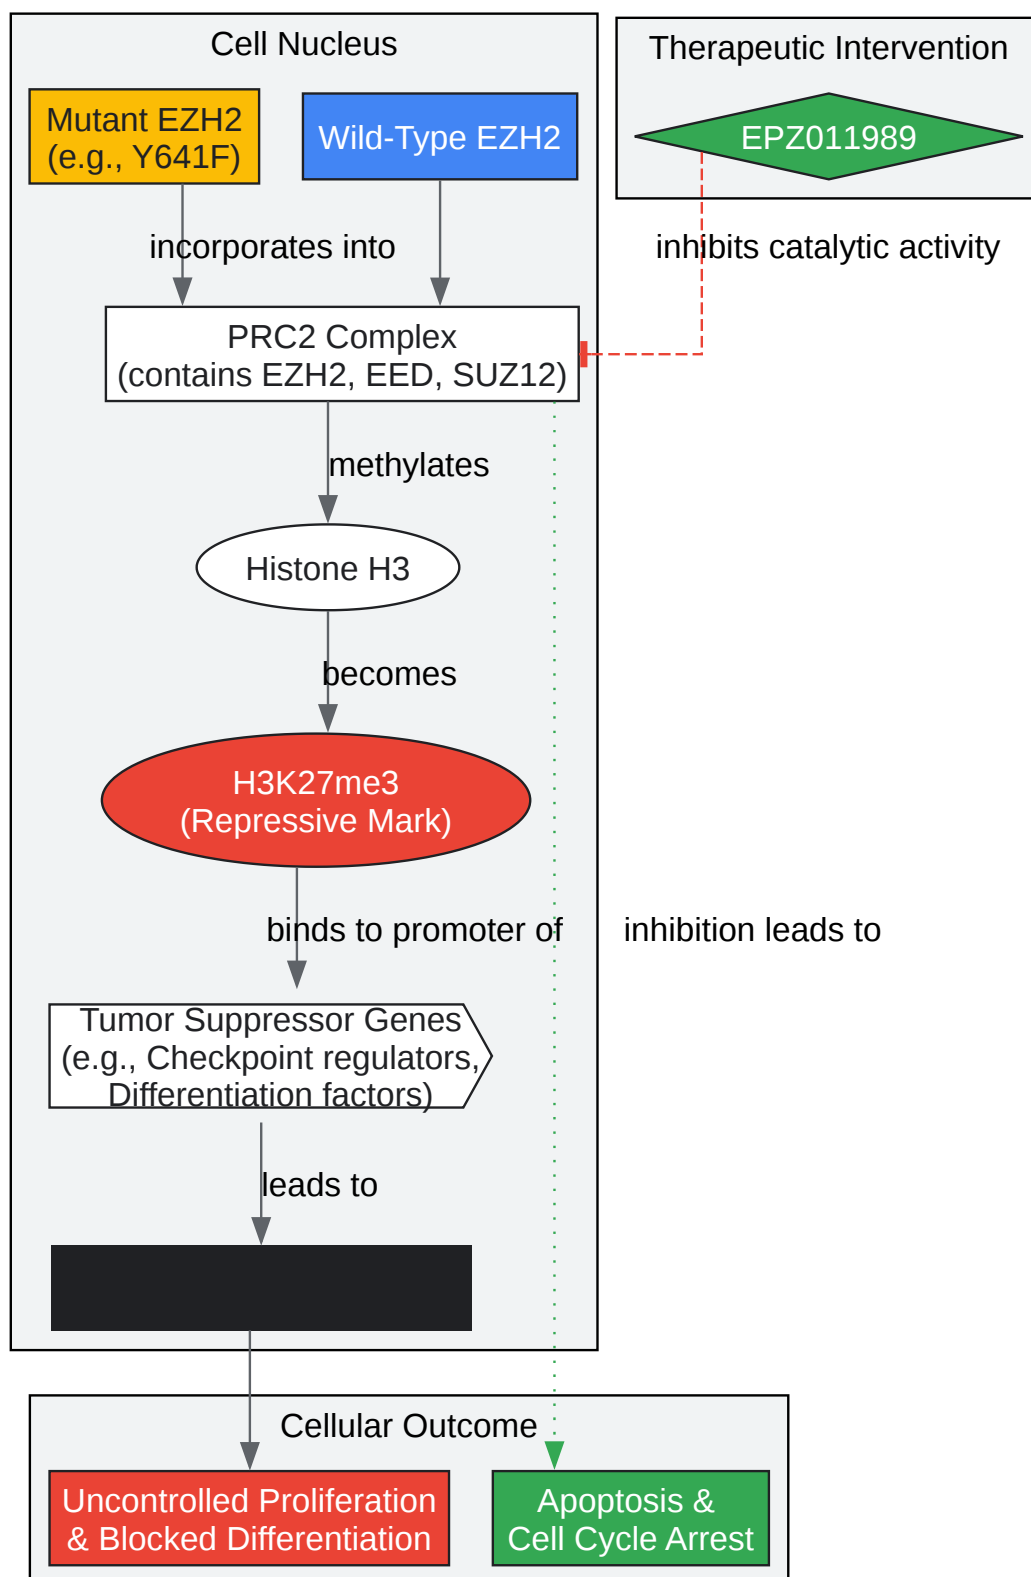 Cell Nucleus
Therapeutic Intervention
Mutant EZH2
(e.g., Y641F)
Wild-Type EZH2
EPZ011989
incorporates into
inhibits catalytic activity
PRC2 Complex
(contains EZH2, EED, SUZ12)
methylates
Histone H3
becomes
H3K27me3
(Repressive Mark)
binds to promoter of
inhibition leads to
Tumor Suppressor Genes
(e.g., Checkpoint regulators,
Differentiation factors)
leads to
Cellular Outcome
Uncontrolled Proliferation
& Blocked Differentiation
Apoptosis &
Cell Cycle Arrest